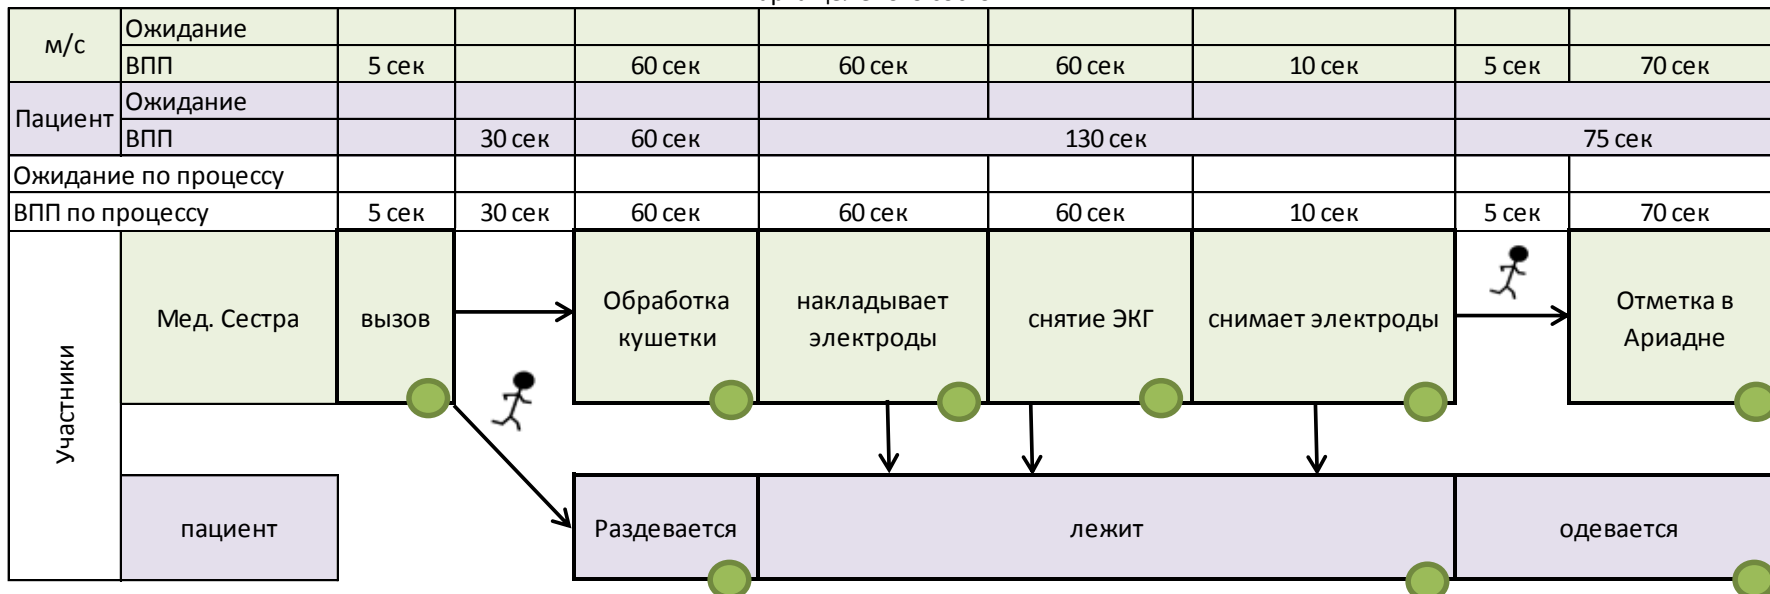 м/с
Ожидание
ВПП 5 сек 60 сек 60 сек 60 сек 10 сек 5 сек 70 сек
Пациент
Ожидание
ВПП 30 сек 60 сек 130 сек 75 сек
Ожидание по процессу
ВПП по процессу 5 сек 30 сек 60 сек 60 сек 60 сек 10 сек 5 сек 70 сек
Участники
Мед. Сестра
вызов
Обработка
кушетки
накладывает
электроды
снятие ЭКГ
снимает электроды
Отметка в
Ариадне
пациент
Раздевается
лежит
одевается